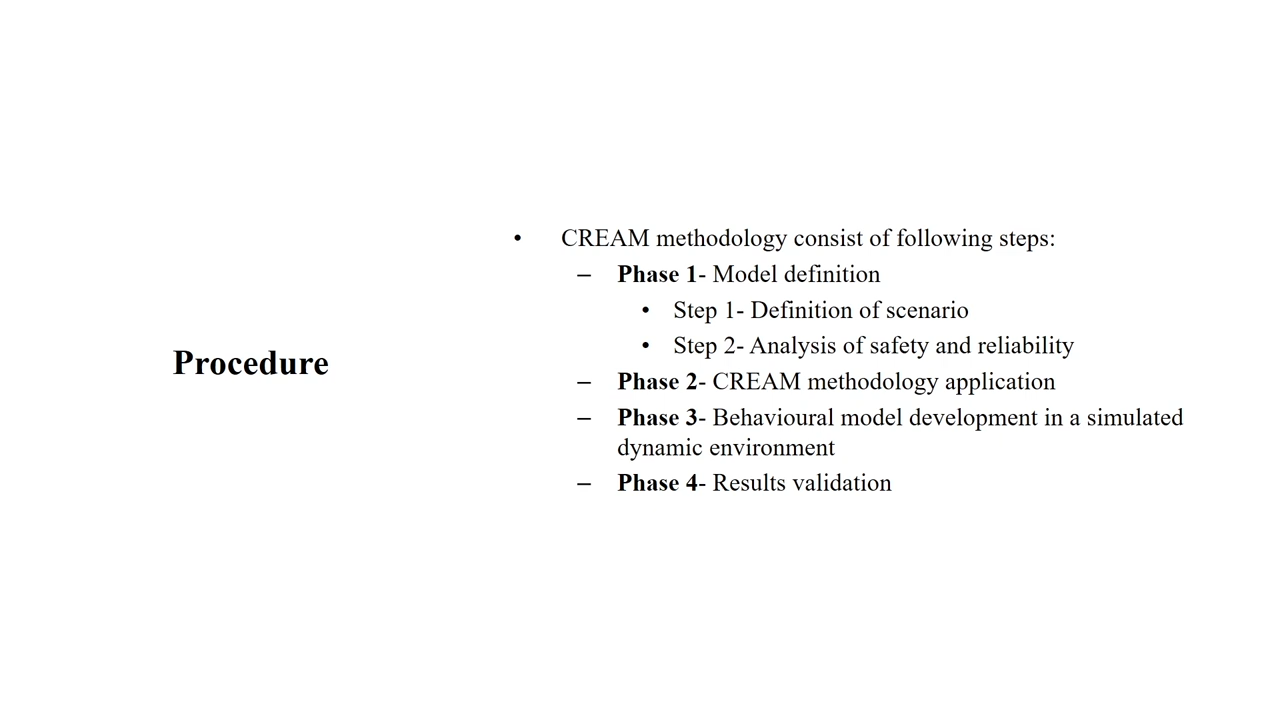 Procedure
• CREAM methodology consist of following steps:
– Phase 1- Model definition
• Step 1- Definition of scenario
• Step 2- Analysis of safety and reliability
– Phase 2- CREAM methodology application
– Phase 3- Behavioural model development in a simulated
dynamic environment
– Phase 4- Results validation